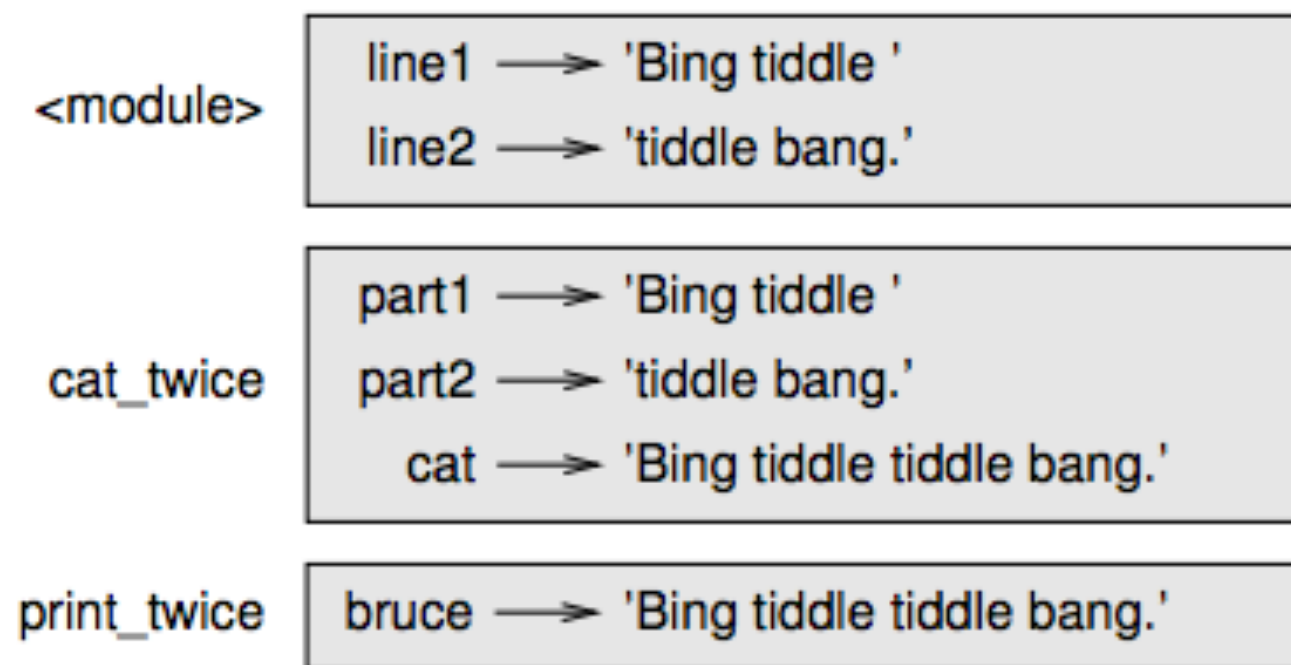 <module>
line1 → 'Bing tiddle '
line2 → 'tiddle bang.'
cat_twice
part1 → 'Bing tiddle '
part2 → 'tiddle bang.'
cat → 'Bing tiddle tiddle bang.'
print_twice
bruce → 'Bing tiddle tiddle bang.'